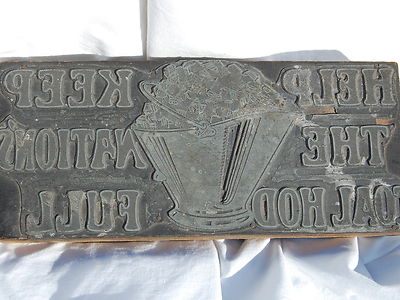 HELP KEEP
THE NATION'S
COAL HOD FULL